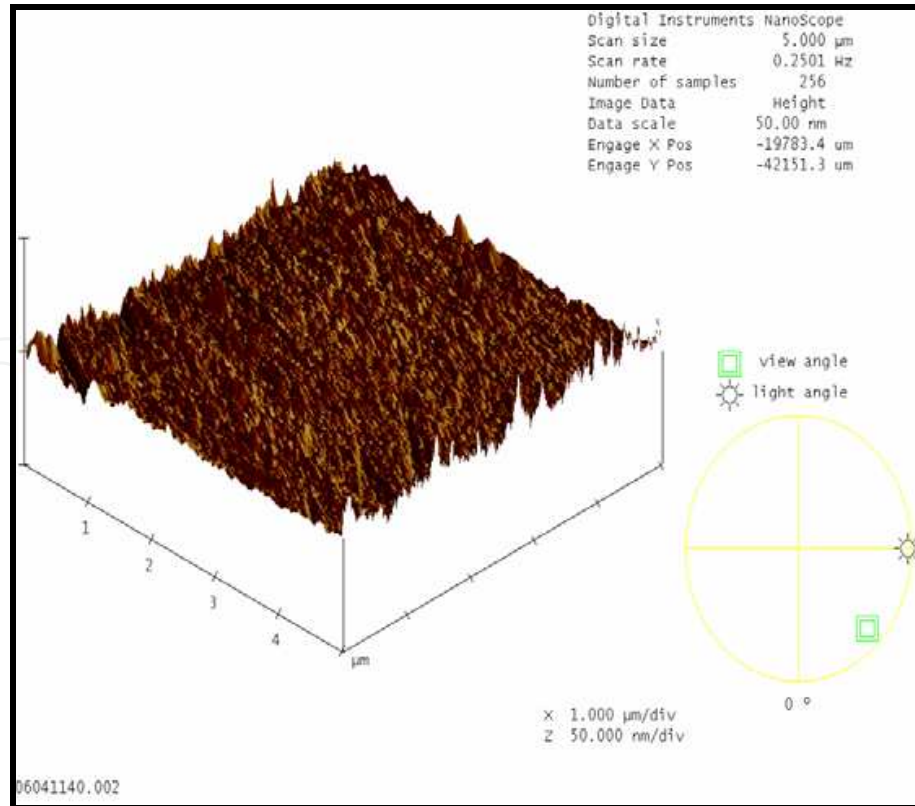 Digital Instruments NanoScope
Scan size 5.000 µm
Scan rate 0.2501 Hz
Number of samples 256
Image Data Height
Data scale 50.00 nm
Engage X Pos -19783.4 um
Engage Y Pos -42151.3 um
view angle
light angle
1
2
3
4
µm
0 º
X 1.000 µm/div
Z 50.000 nm/div
06041140.002